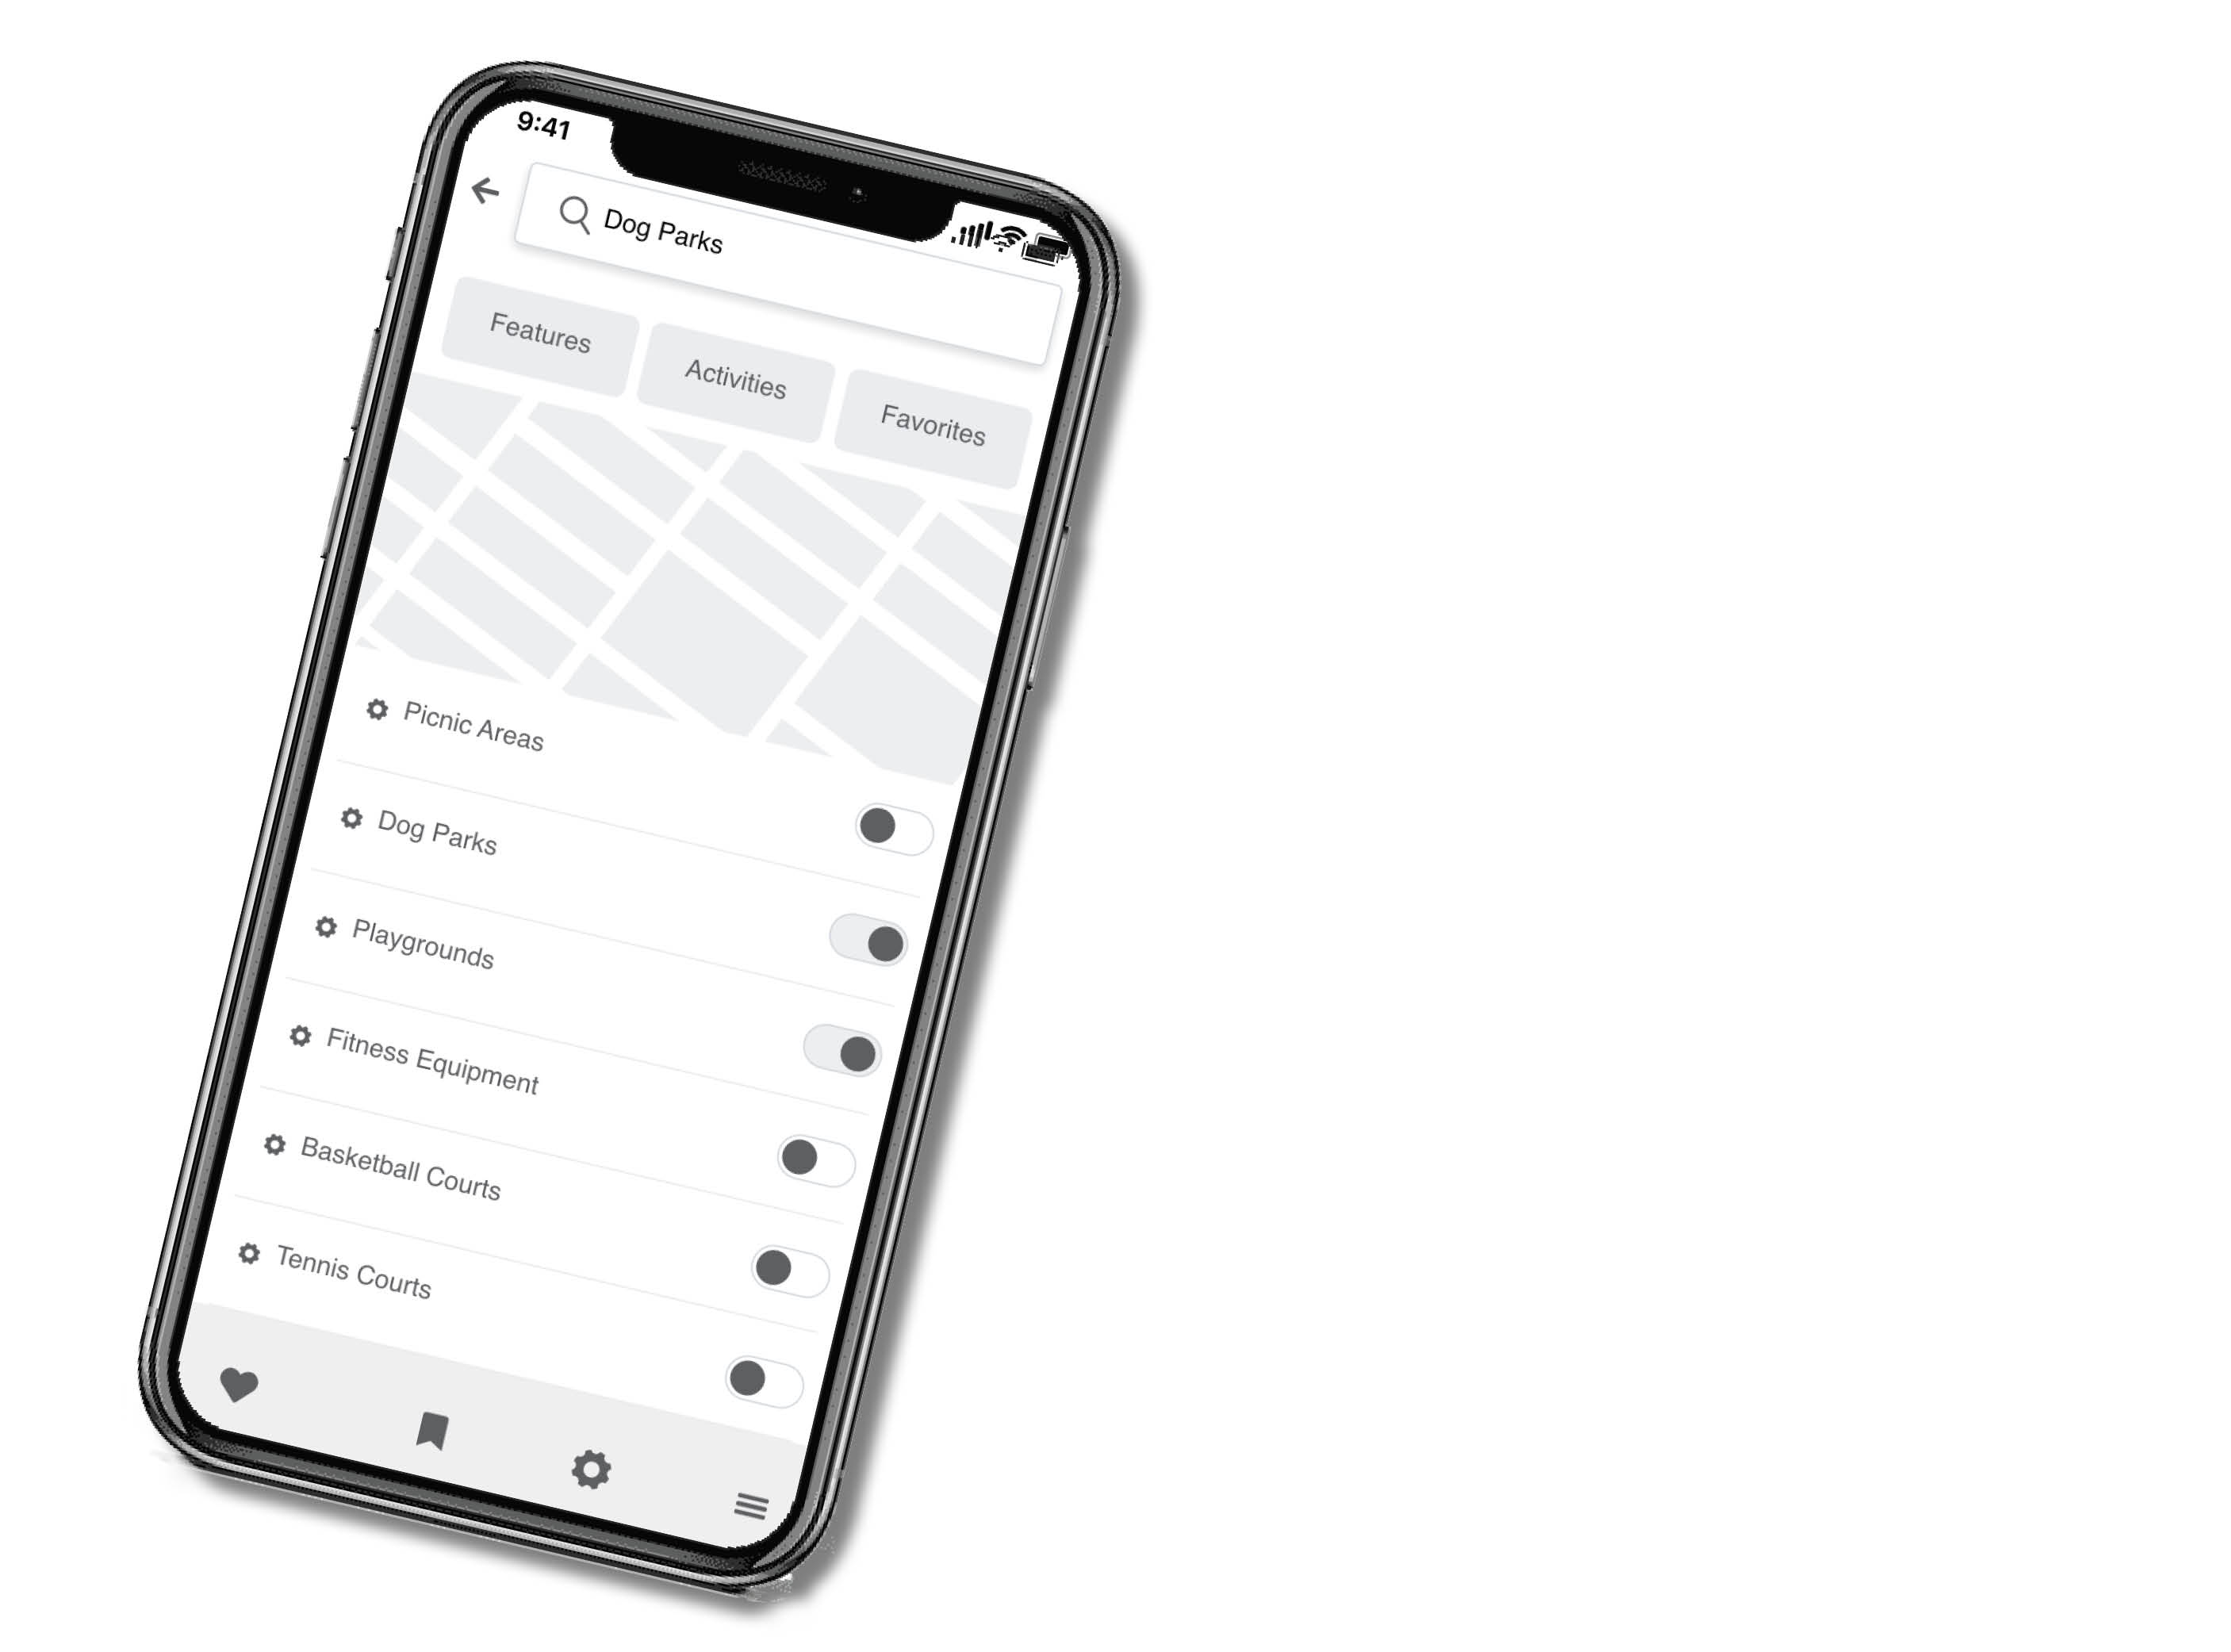 9:41
Dog Parks
Features
Activities
Favorites
Picnic Areas
Dog Parks
Playgrounds
Fitness Equipment
Basketball Courts
Tennis Courts